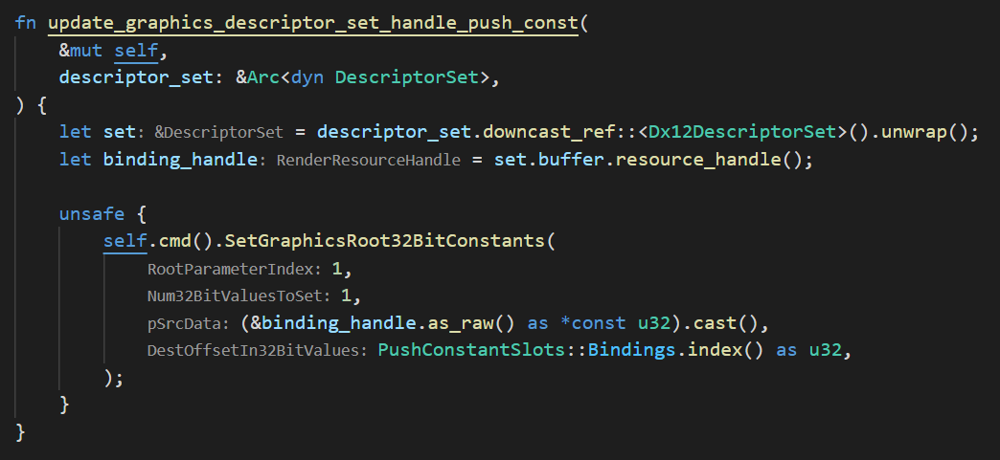 fn update_graphics_descriptor_set_handle_push_const(
    &mut self,
    descriptor_set: &Arc<dyn DescriptorSet>,
) {
    let set: &DescriptorSet = descriptor_set.downcast_ref::<Dx12DescriptorSet>().unwrap();
    let binding_handle: RenderResourceHandle = set.buffer.resource_handle();
    unsafe {
        self.cmd().SetGraphicsRoot32BitConstants(
            RootParameterIndex: 1,
            Num32BitValuesToSet: 1,
            pSrcData: (&binding_handle.as_raw() as *const u32).cast(),
            DestOffsetIn32BitValues: PushConstantSlots::Bindings.index() as u32,
        );
    }
}